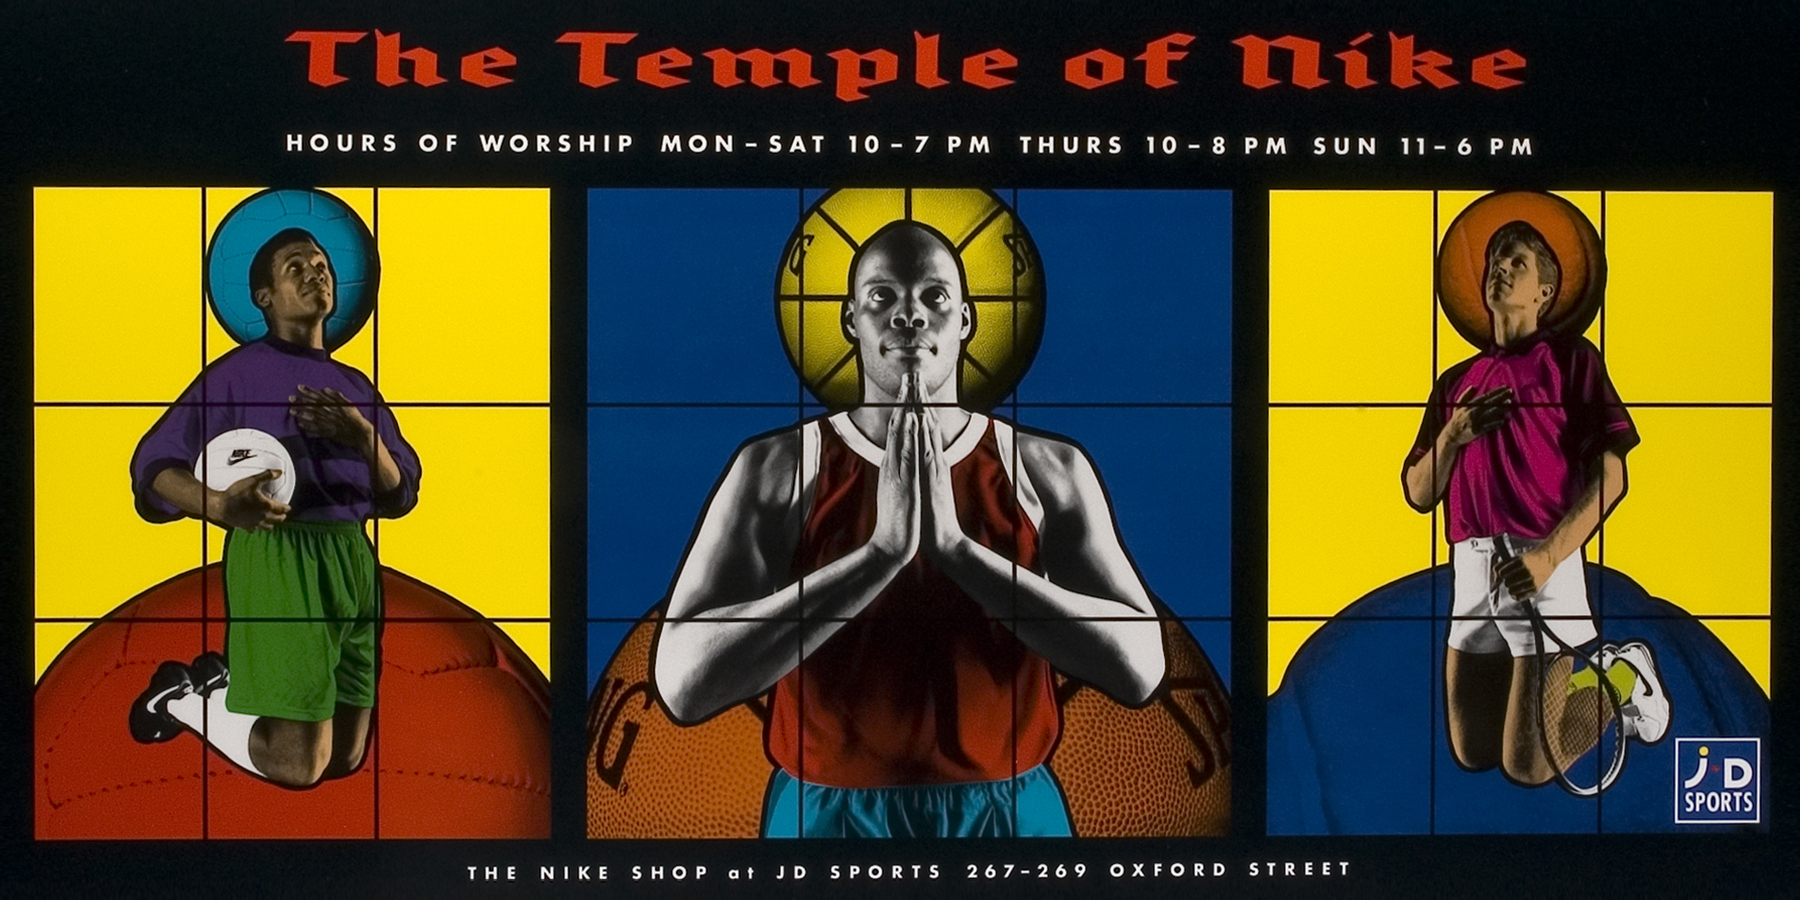 The Temple of Nike
HOURS OF WORSHIP MON–SAT 10–7 PM THURS 10–8 PM SUN 11–6 PM
NIKE
JD
SPORTS
THE NIKE SHOP at JD SPORTS 267–269 OXFORD STREET